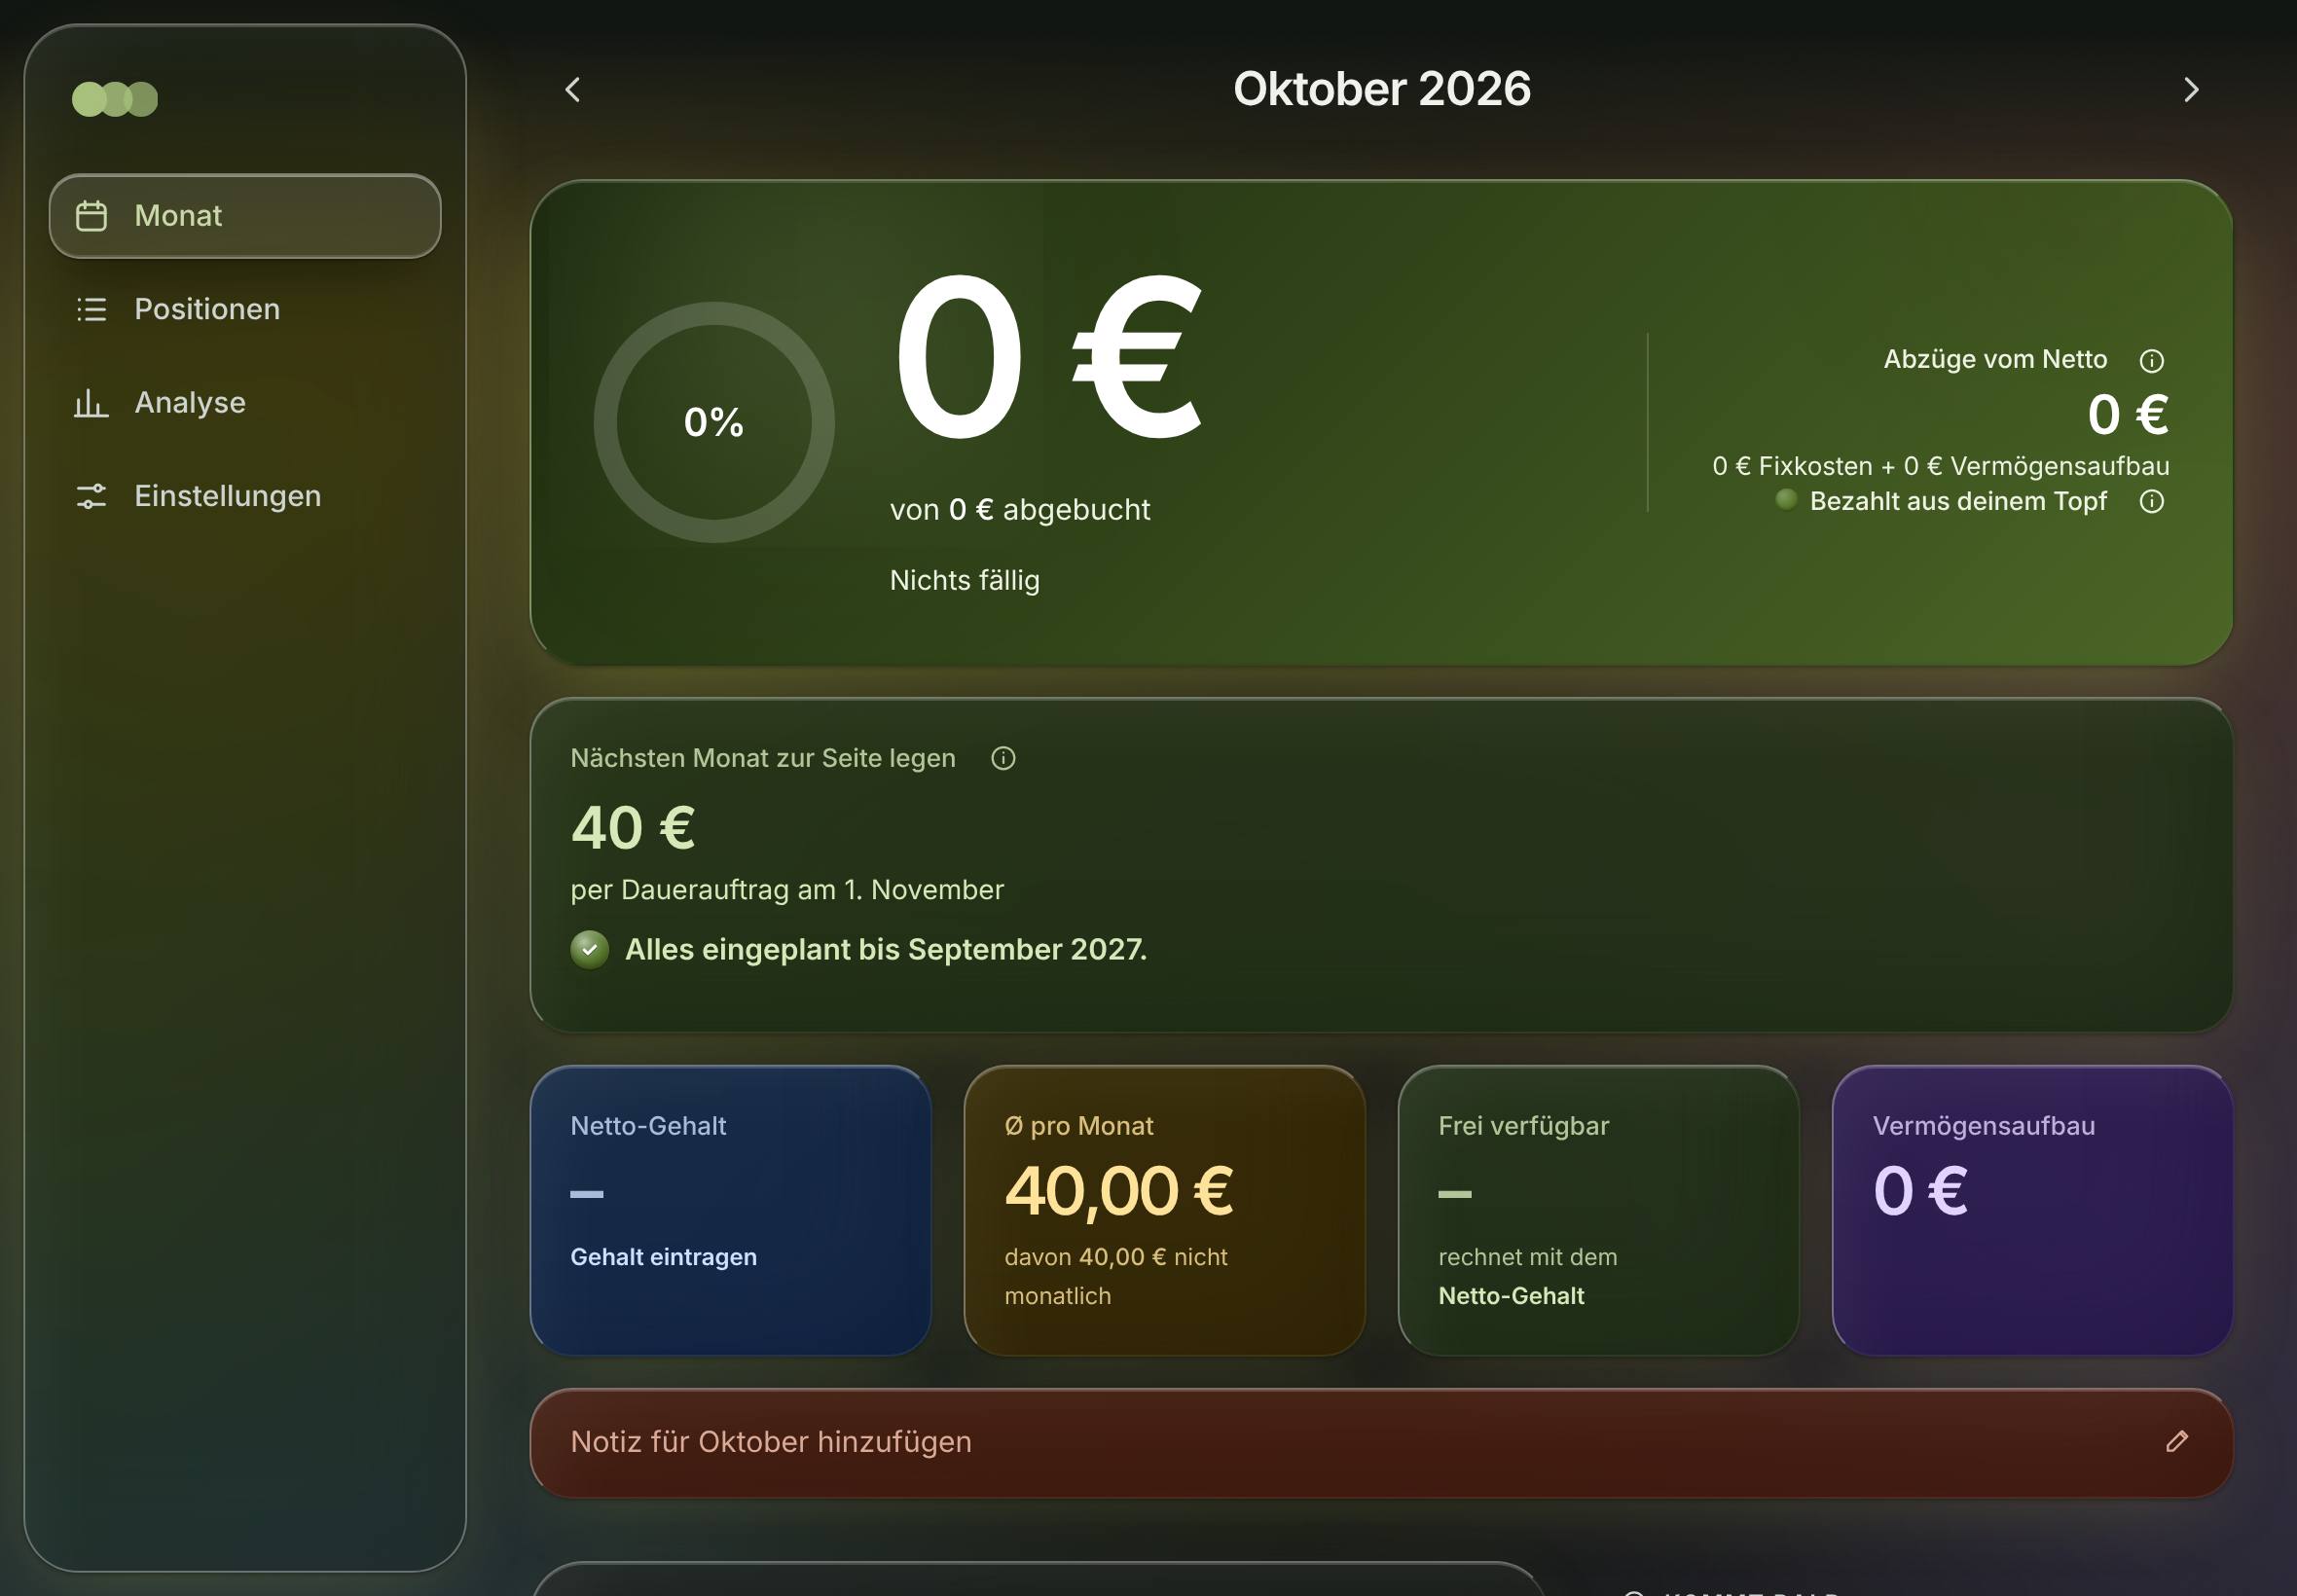 Oktober 2026
Monat
Positionen
Analyse
Einstellungen
0%
0 €
von 0 € abgebucht
Nichts fällig
Abzüge vom Netto
0 €
0 € Fixkosten + 0 € Vermögensaufbau
Bezahlt aus deinem Topf
Nächsten Monat zur Seite legen
40 €
per Dauerauftrag am 1. November
Alles eingeplant bis September 2027.
Netto-Gehalt
–
Gehalt eintragen
Ø pro Monat
40,00 €
davon 40,00 € nicht
monatlich
Frei verfügbar
–
rechnet mit dem
Netto-Gehalt
Vermögensaufbau
0 €
Notiz für Oktober hinzufügen